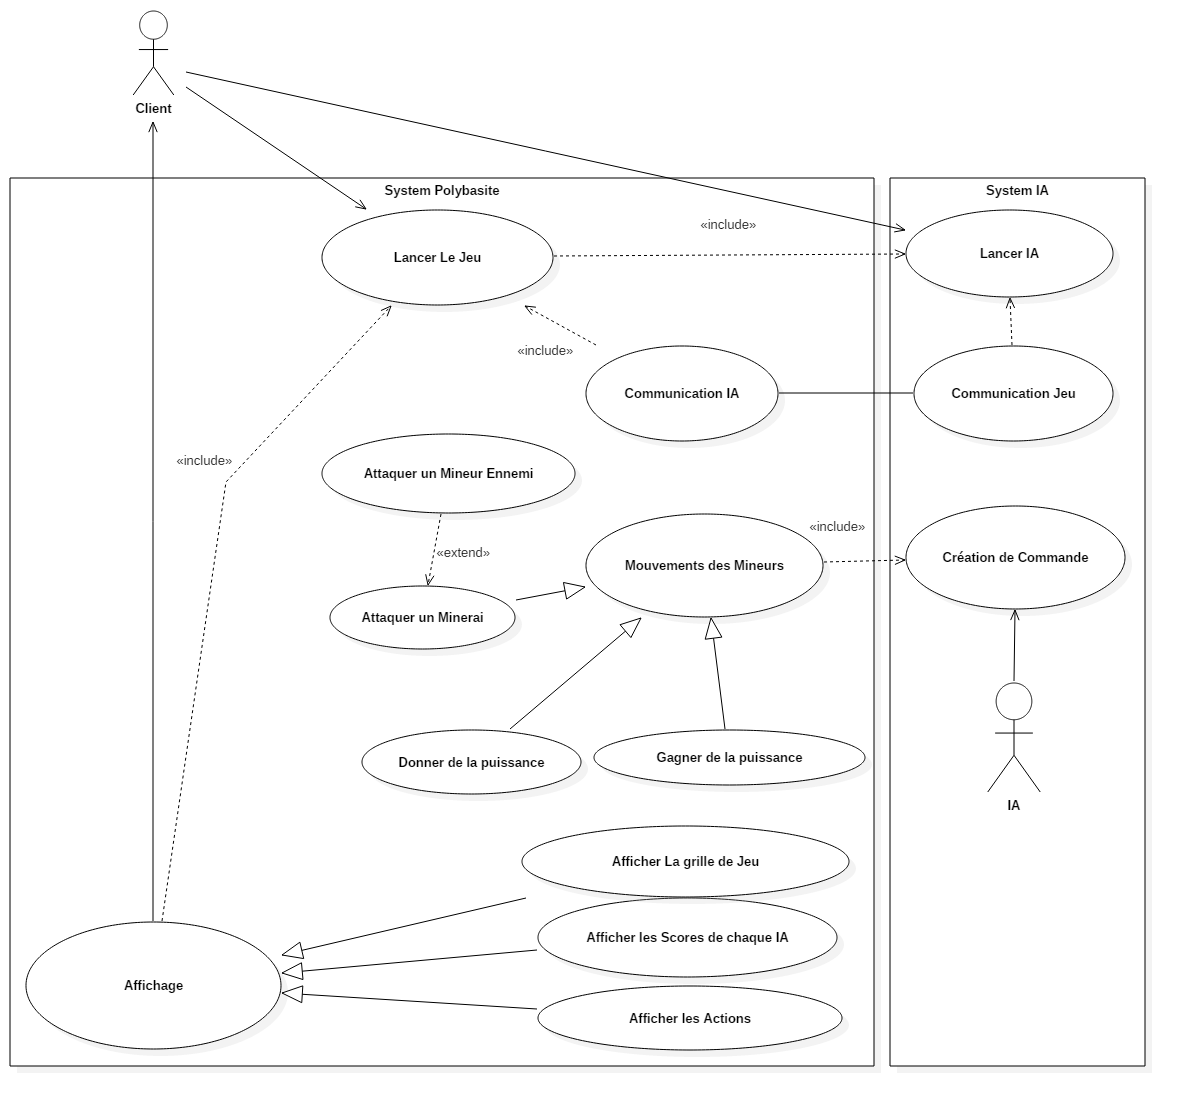 Client
System Polybasite
System IA
«include»
Lancer Le Jeu
Lancer IA
«include»
Communication IA
Communication Jeu
«include»
Attaquer un Mineur Ennemi
«include»
«extend»
Mouvements des Mineurs
Création de Commande
Attaquer un Minerai
Donner de la puissance
Gagner de la puissance
IA
Afficher La grille de Jeu
Afficher les Scores de chaque IA
Affichage
Afficher les Actions